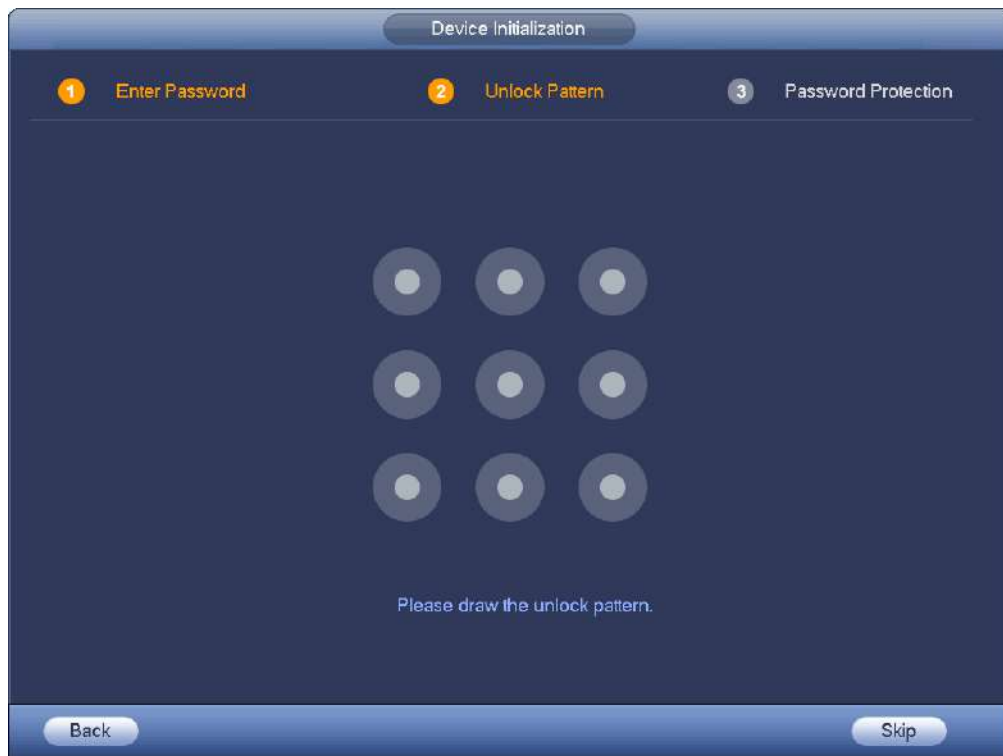 Device Initialization
1 Enter Password 2 Unlock Pattern 3 Password Protection
Please draw the unlock pattern.
Back Skip